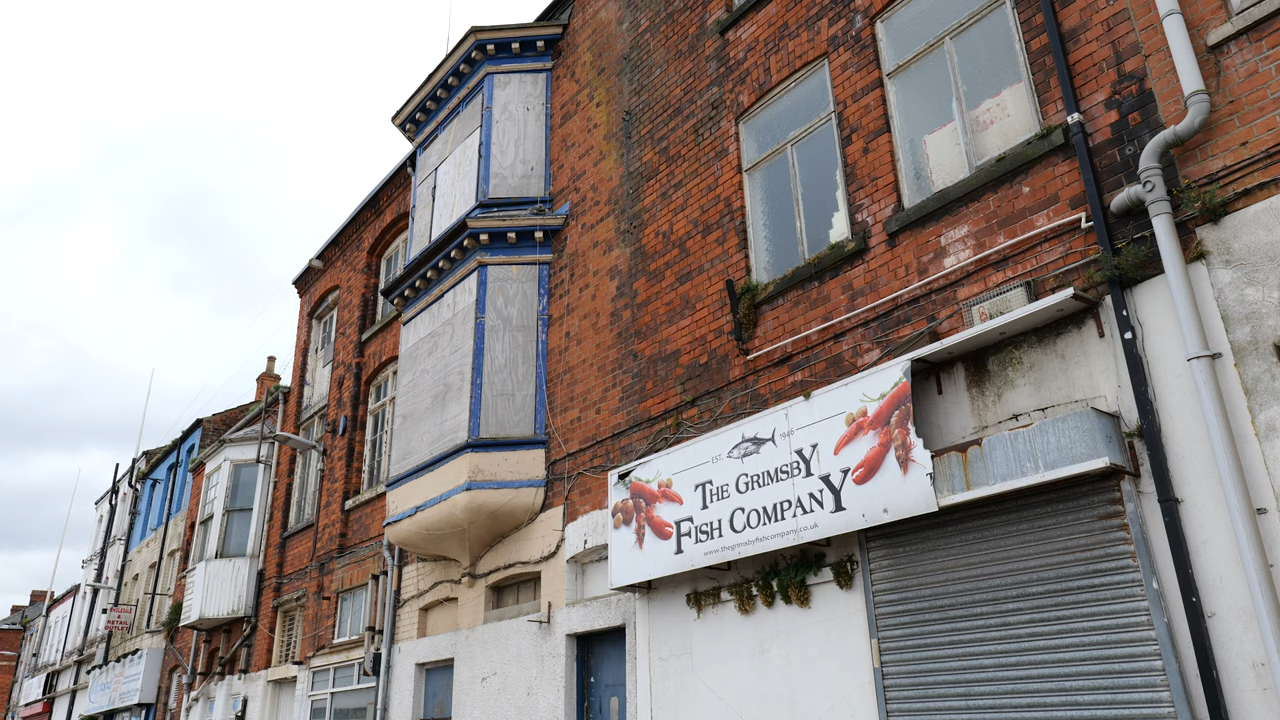 EST. 1946
THE GRIMSBY
FISH COMPANY
www.thegrimsbyfishcompany.co.uk
RETAIL
OUTLET